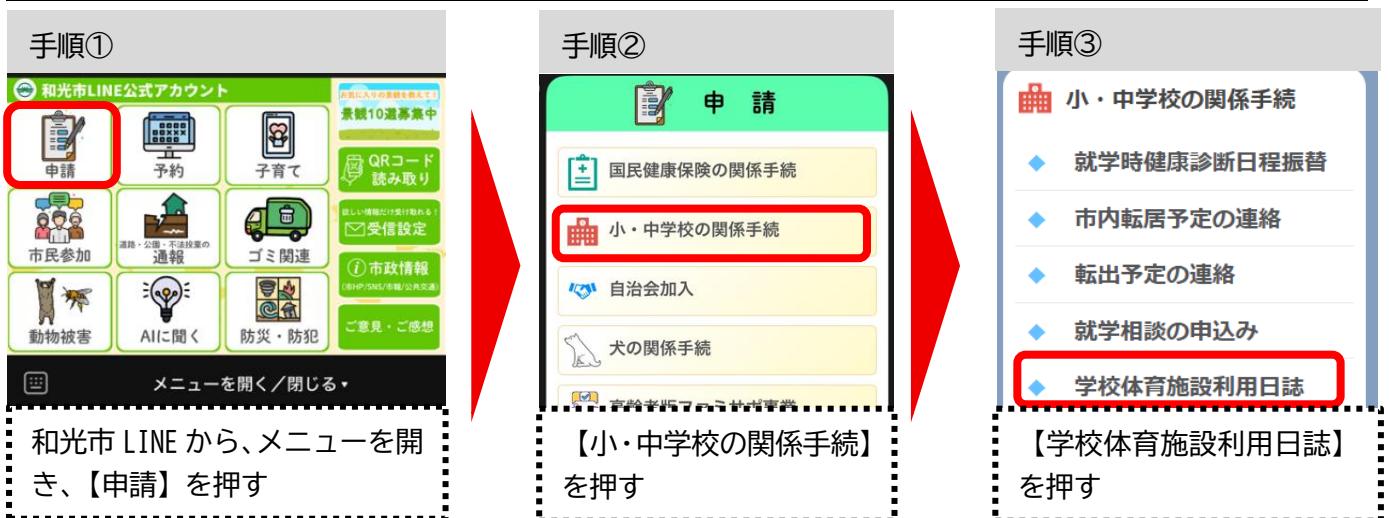 手順①
和光市LINE公式アカウント
申請
予約
子育て
市民参加
道路・公園・不法投棄の
通報
ゴミ関連
動物被害
AIに聞く
防災・防犯
お気に入りの景観を教えて!
景観10選募集中
QRコード
読み取り
欲しい情報だけ受け取れる!
受信設定
市政情報
(市HP/SNS/市報/公共交通)
ご意見・ご感想
メニューを開く/閉じる▾
和光市 LINE から、メニューを開
き、【申請】を押す
手順②
申 請
国民健康保険の関係手続
小・中学校の関係手続
自治会加入
犬の関係手続
高齢者版ファミサポ事業
【小・中学校の関係手続】
を押す
手順③
小・中学校の関係手続
就学時健康診断日程振替
市内転居予定の連絡
転出予定の連絡
就学相談の申込み
学校体育施設利用日誌
【学校体育施設利用日誌】
を押す